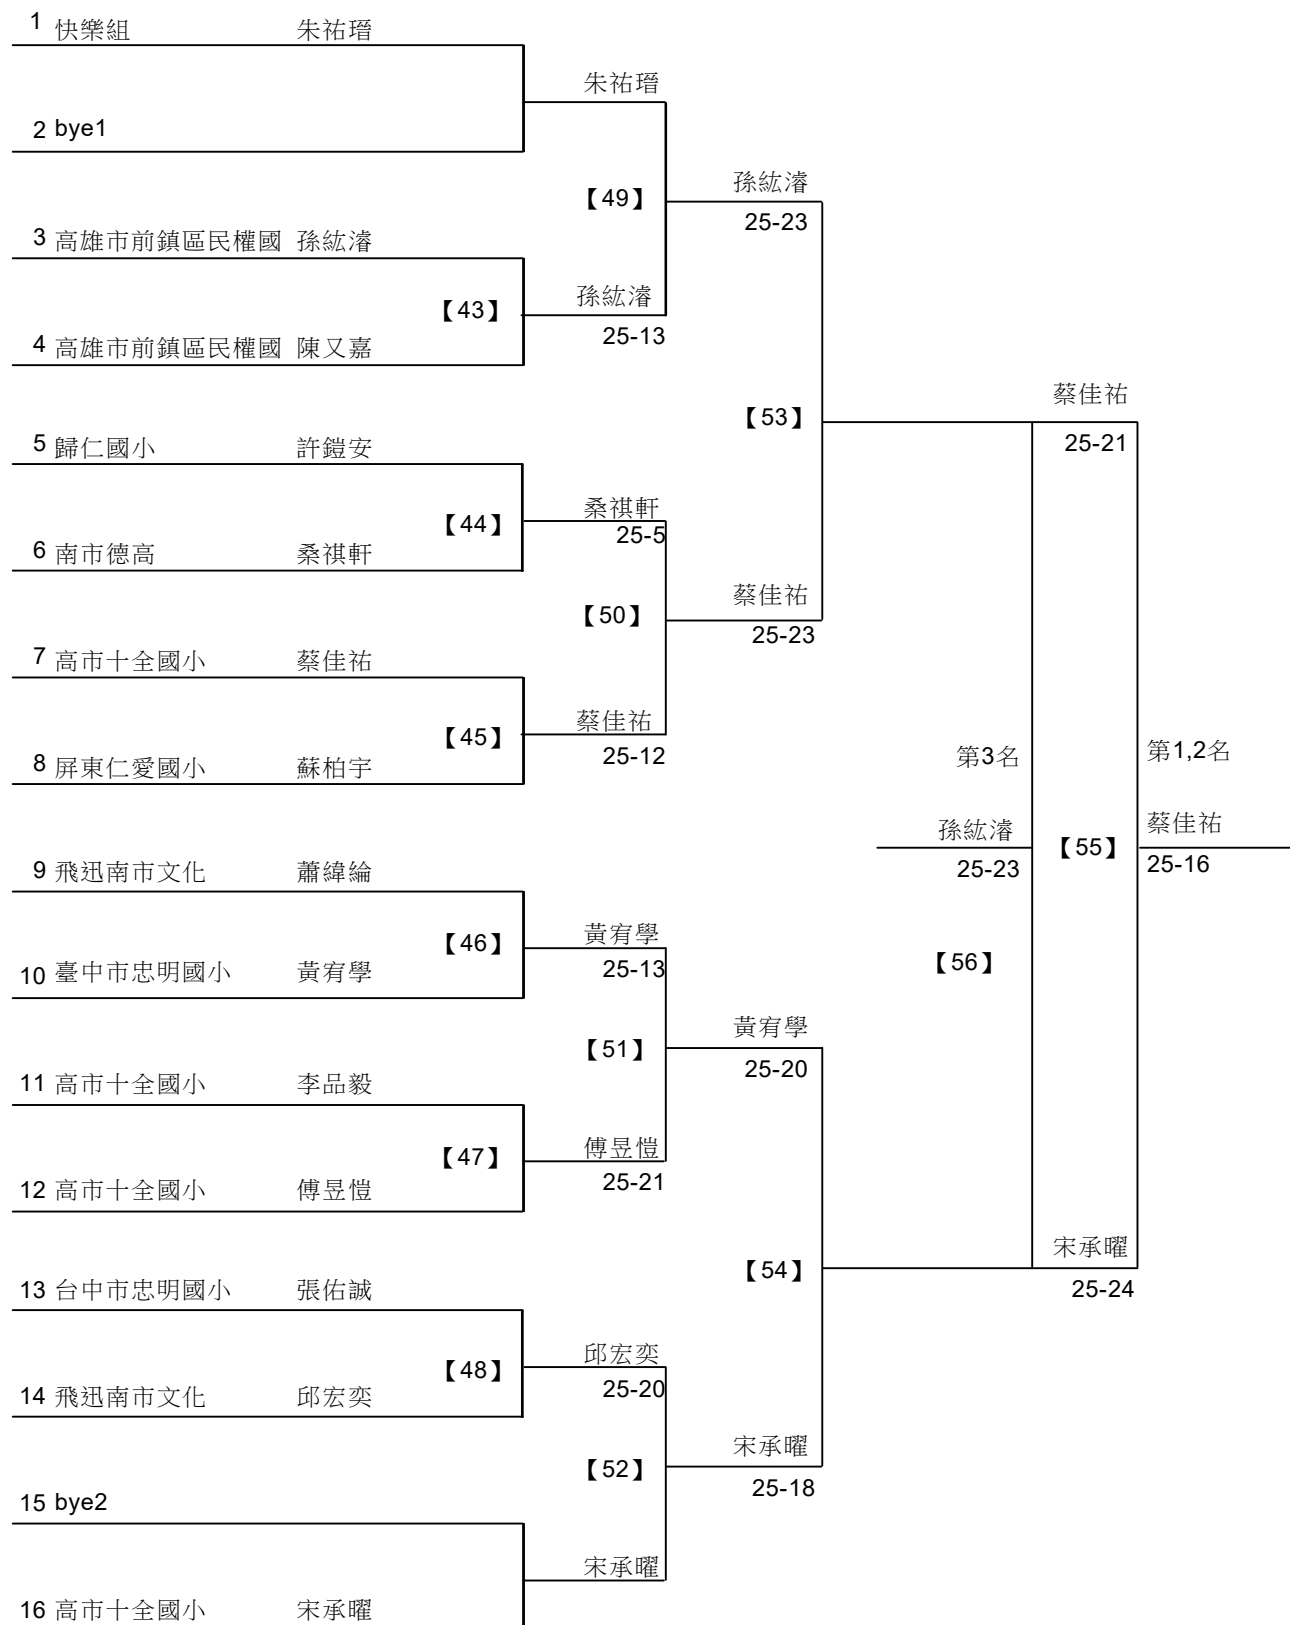 1 快樂組 朱祐瑨
朱祐瑨
2 bye1
孫紘濬
【49】
25-23
3 高雄市前鎮區民權國 孫紘濬
孫紘濬
【43】
25-13
4 高雄市前鎮區民權國 陳又嘉
蔡佳祐
【53】
25-21
5 歸仁國小 許鎧安
桑祺軒
【44】
25-5
6 南市德高 桑祺軒
蔡佳祐
【50】
25-23
7 高市十全國小 蔡佳祐
蔡佳祐
【45】
25-12
第3名
第1,2名
8 屏東仁愛國小 蘇柏宇
孫紘濬
蔡佳祐
【55】
25-23
25-16
9 飛迅南市文化 蕭緯綸
黃宥學
【46】
25-13
【56】
10 臺中市忠明國小 黃宥學
黃宥學
【51】
25-20
11 高市十全國小 李品毅
傅昱愷
【47】
25-21
12 高市十全國小 傅昱愷
宋承曜
【54】
25-24
13 台中市忠明國小 張佑誠
邱宏奕
【48】
25-20
14 飛迅南市文化 邱宏奕
宋承曜
【52】
25-18
15 bye2
宋承曜
16 高市十全國小 宋承曜